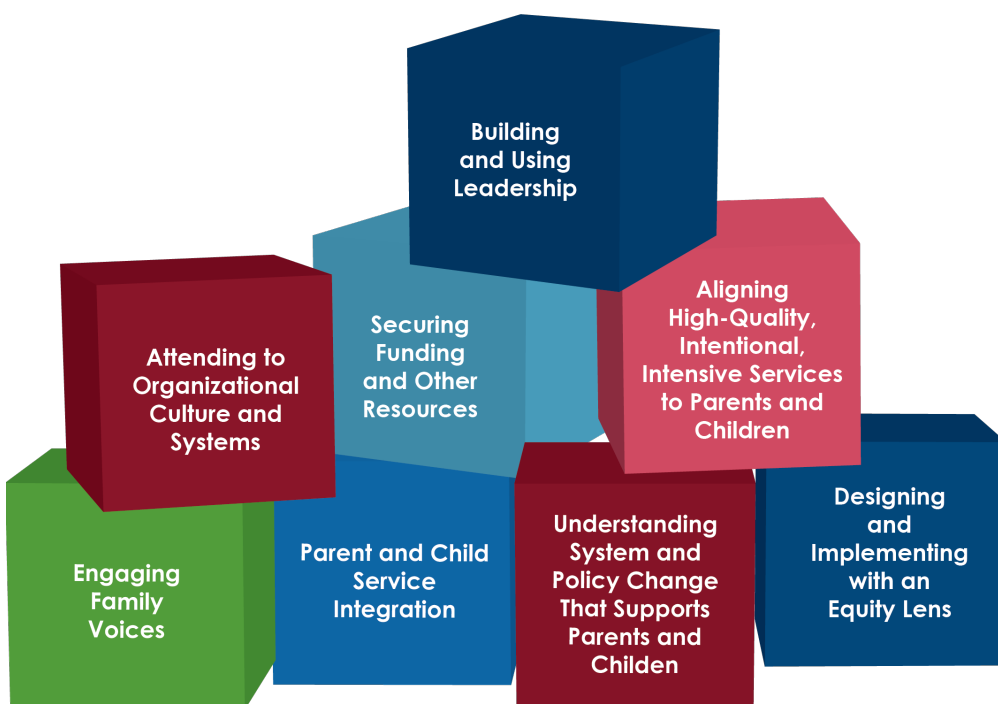 Building
and Using
Leadership
Attending to
Organizational
Culture and
Systems
Securing
Funding
and Other
Resources
Aligning
High-Quality,
Intentional,
Intensive Services
to Parents and
Children
Engaging
Family
Voices
Parent and Child
Service
Integration
Understanding
System and
Policy Change
That Supports
Parents and
Childen
Designing
and
Implementing
with an
Equity Lens